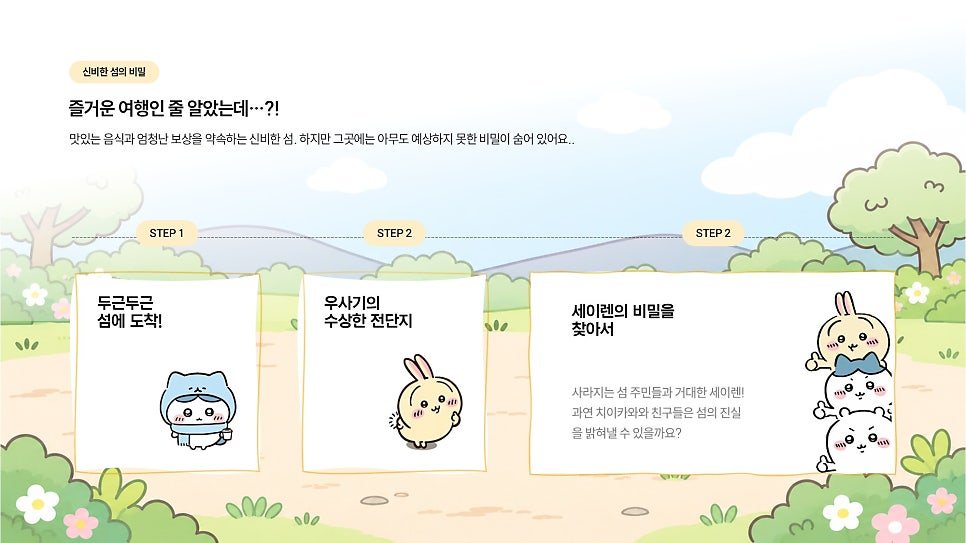 신비한 섬의 비밀
즐거운 여행인 줄 알았는데…?!
맛있는 음식과 엄청난 보상을 약속하는 신비한 섬. 하지만 그곳에는 아무도 예상하지 못한 비밀이 숨어 있어요..
STEP 1
STEP 2
STEP 2
두근두근
섬에 도착!
우사기의
수상한 전단지
세이렌의 비밀을
찾아서
사라지는 섬 주민들과 거대한 세이렌!
과연 치이카와와 친구들은 섬의 진실
을 밝혀낼 수 있을까요?